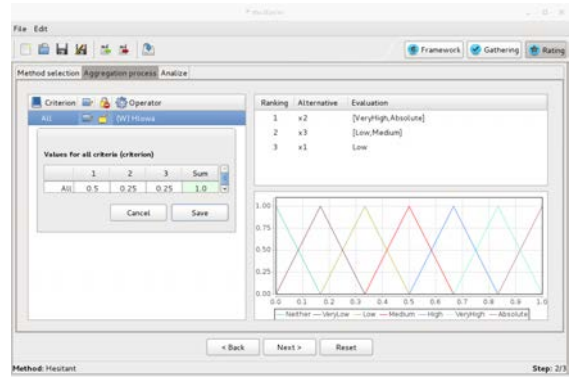 File Edit
Framework Gathering Rating
Method selection Aggregation process Analize
Criterion Operator
All (W) Hlowa
Values for all criteria (criterion)
1 2 3 Sum
All 0.5 0.25 0.25 1.0
Cancel Save
Ranking Alternative Evaluation
1 x2 [VeryHigh,Absolute]
2 x3 [Low,Medium]
3 x1 Low
1.00
0.75
0.50
0.25
0.00
0.0 0.1 0.2 0.3 0.4 0.5 0.6 0.7 0.8 0.9 1.0
Neither VeryLow Low Medium High VeryHigh Absolute
< Back Next > Reset
Method: Hesitant Step: 2/3